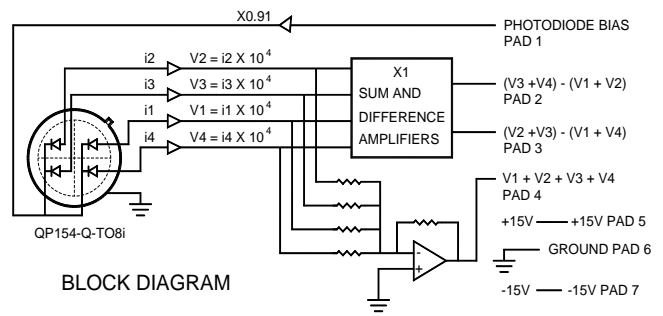 X0.91
PHOTODIODE BIAS
PAD 1
i2 V2 = i2 X 10⁴
i3 V3 = i3 X 10⁴
i1 V1 = i1 X 10⁴
i4 V4 = i4 X 10⁴
X1
SUM AND
DIFFERENCE
AMPLIFIERS
(V3 +V4) - (V1 + V2)
PAD 2
(V2 +V3) - (V1 + V4)
PAD 3
V1 + V2 + V3 + V4
PAD 4
+15V +15V PAD 5
GROUND PAD 6
-15V -15V PAD 7
-
+
QP154-Q-TO8i
BLOCK DIAGRAM